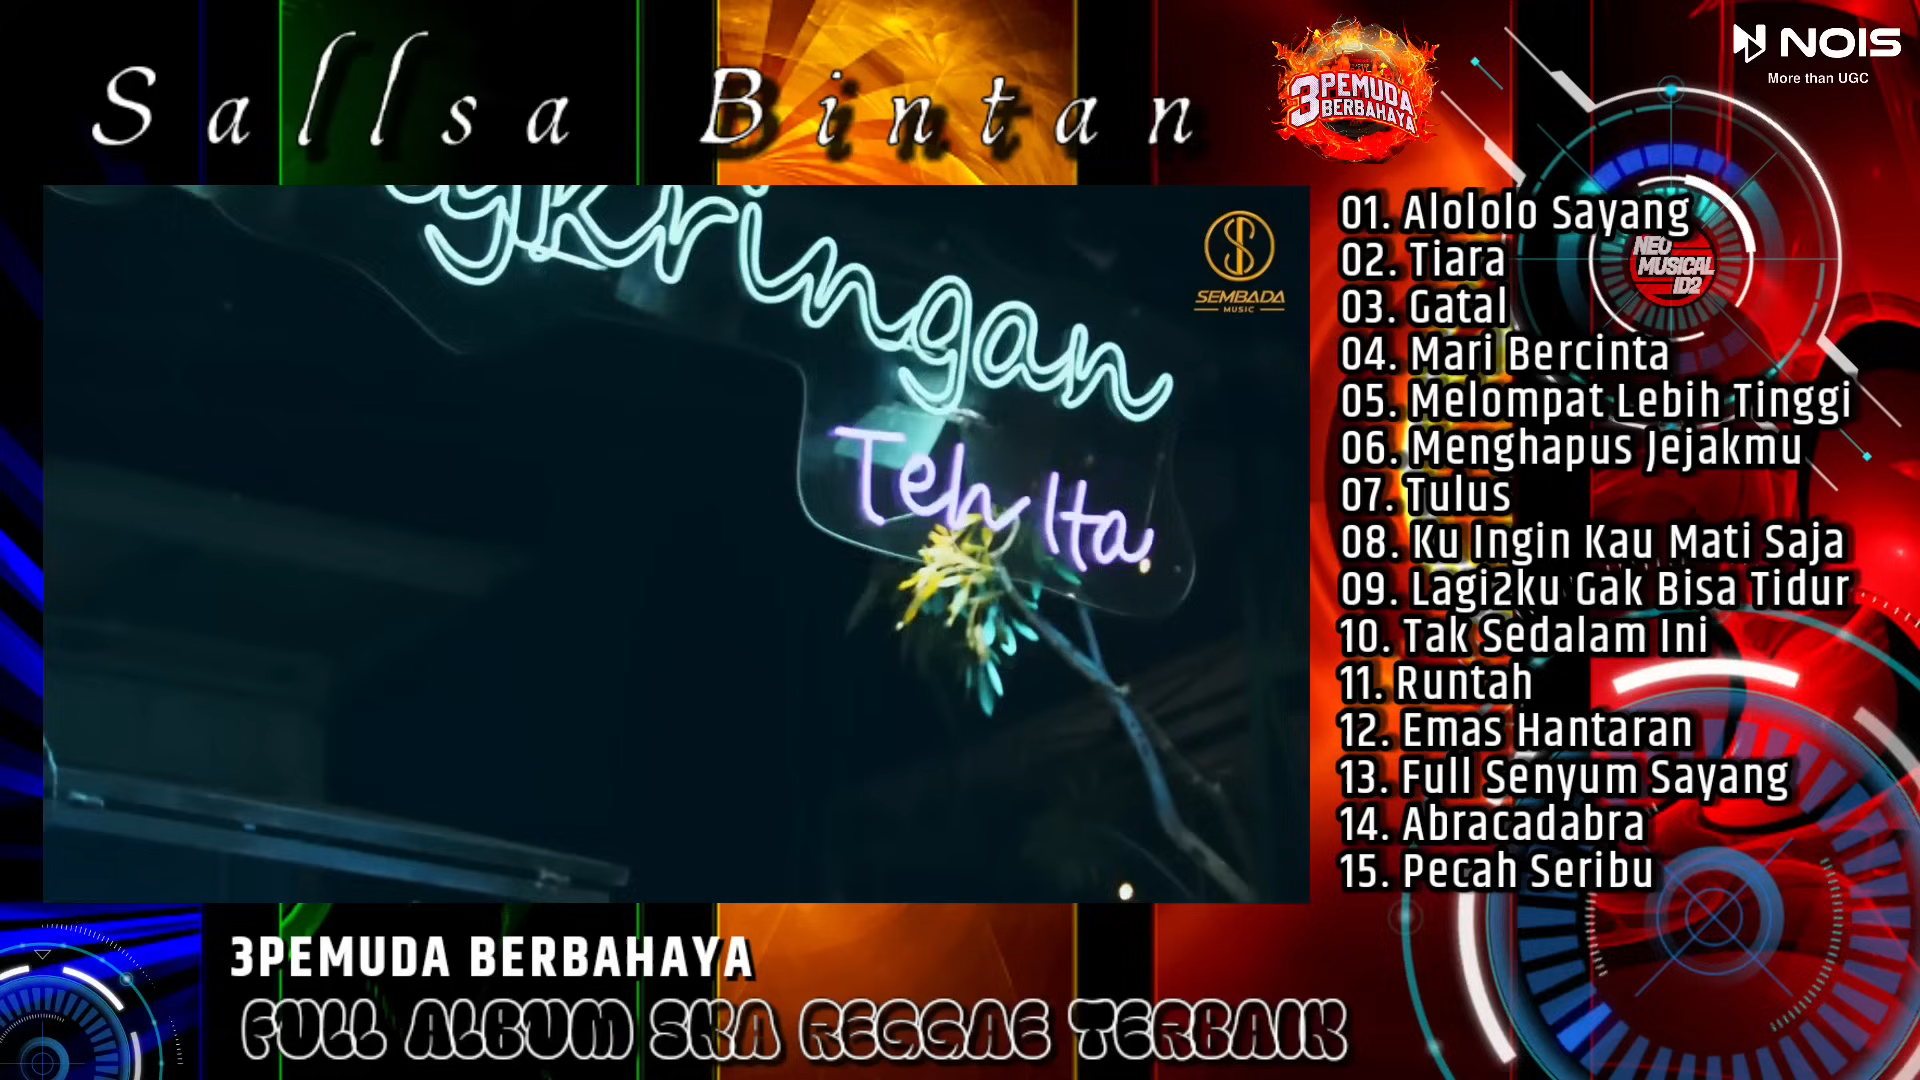 Sallsa Bintan
3PEMUDA
BERBAHAYA
NOIS
More than UGC
gkringan
Teh Ita
SEMBADA
MUSIC
NEO
MUSICAL
ID2
01. Alololo Sayang
02. Tiara
03. Gatal
04. Mari Bercinta
05. Melompat Lebih Tinggi
06. Menghapus Jejakmu
07. Tulus
08. Ku Ingin Kau Mati Saja
09. Lagi2ku Gak Bisa Tidur
10. Tak Sedalam Ini
11. Runtah
12. Emas Hantaran
13. Full Senyum Sayang
14. Abracadabra
15. Pecah Seribu
3PEMUDA BERBAHAYA
FULL ALBUM SKA REGGAE TERBAIK